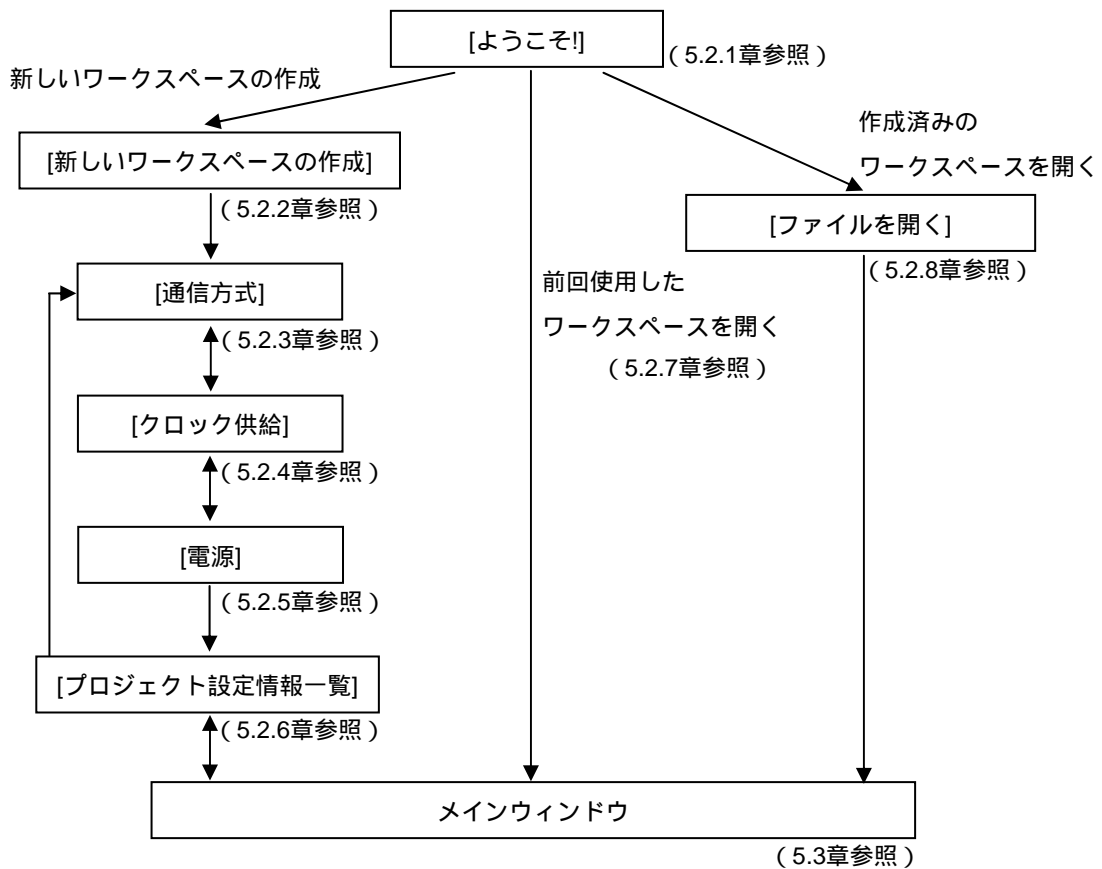 [ようこそ!]
（5.2.1章参照）
新しいワークスペースの作成
作成済みの
ワークスペースを開く
[新しいワークスペースの作成]
（5.2.2章参照）
[ファイルを開く]
（5.2.8章参照）
[通信方式]
（5.2.3章参照）
前回使用した
ワークスペースを開く
（5.2.7章参照）
[クロック供給]
（5.2.4章参照）
[電源]
（5.2.5章参照）
[プロジェクト設定情報一覧]
（5.2.6章参照）
メインウィンドウ
（5.3章参照）